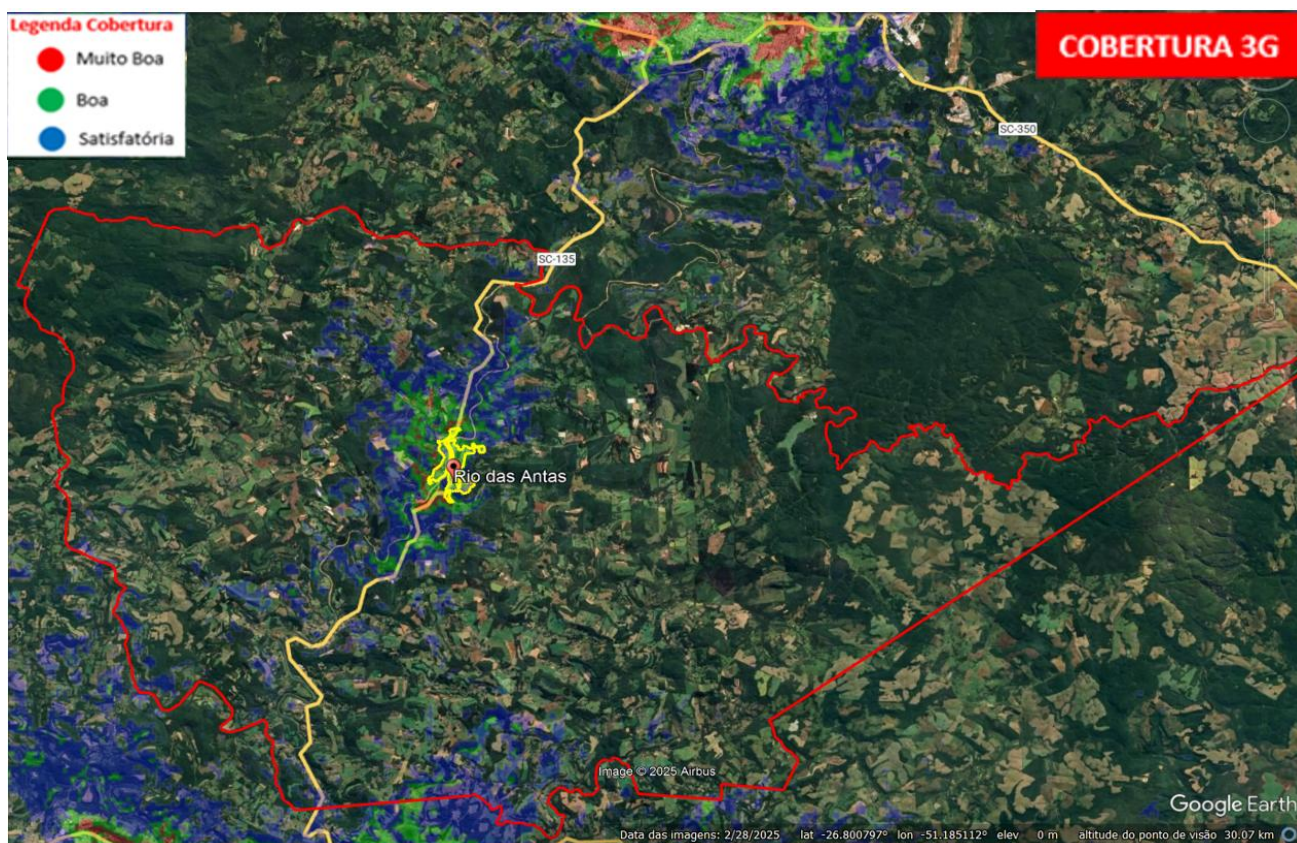 Legenda Cobertura
Muito Boa
Boa
Satisfatória
COBERTURA 3G
SC-350
SC-135
Rio das Antas
Image © 2025 Airbus
Google Earth
Data das imagens: 2/28/2025 lat -26.800797° lon -51.185112° elev 0 m altitude do ponto de visão 30.07 km